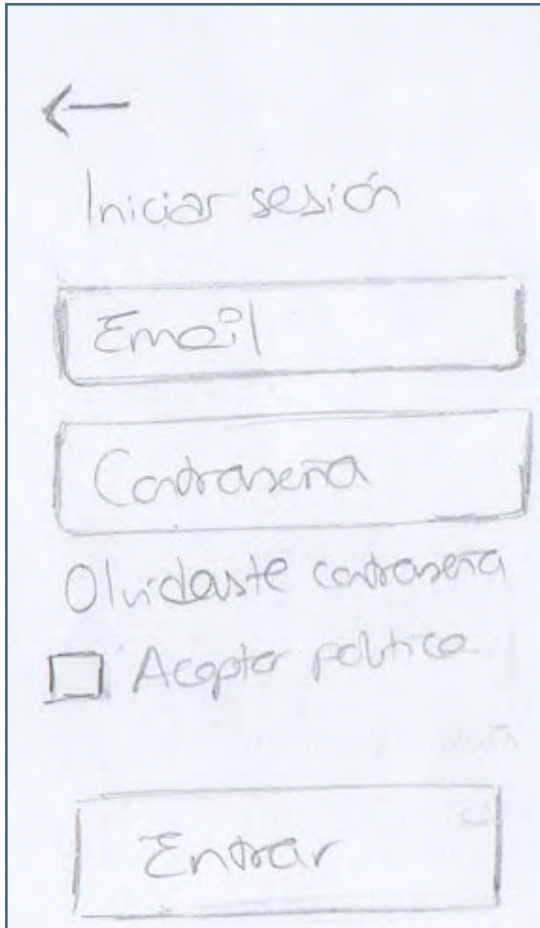 Iniciar sesión
Email
Contraseña
Olvidaste contraseña
Aceptar política
Entrar